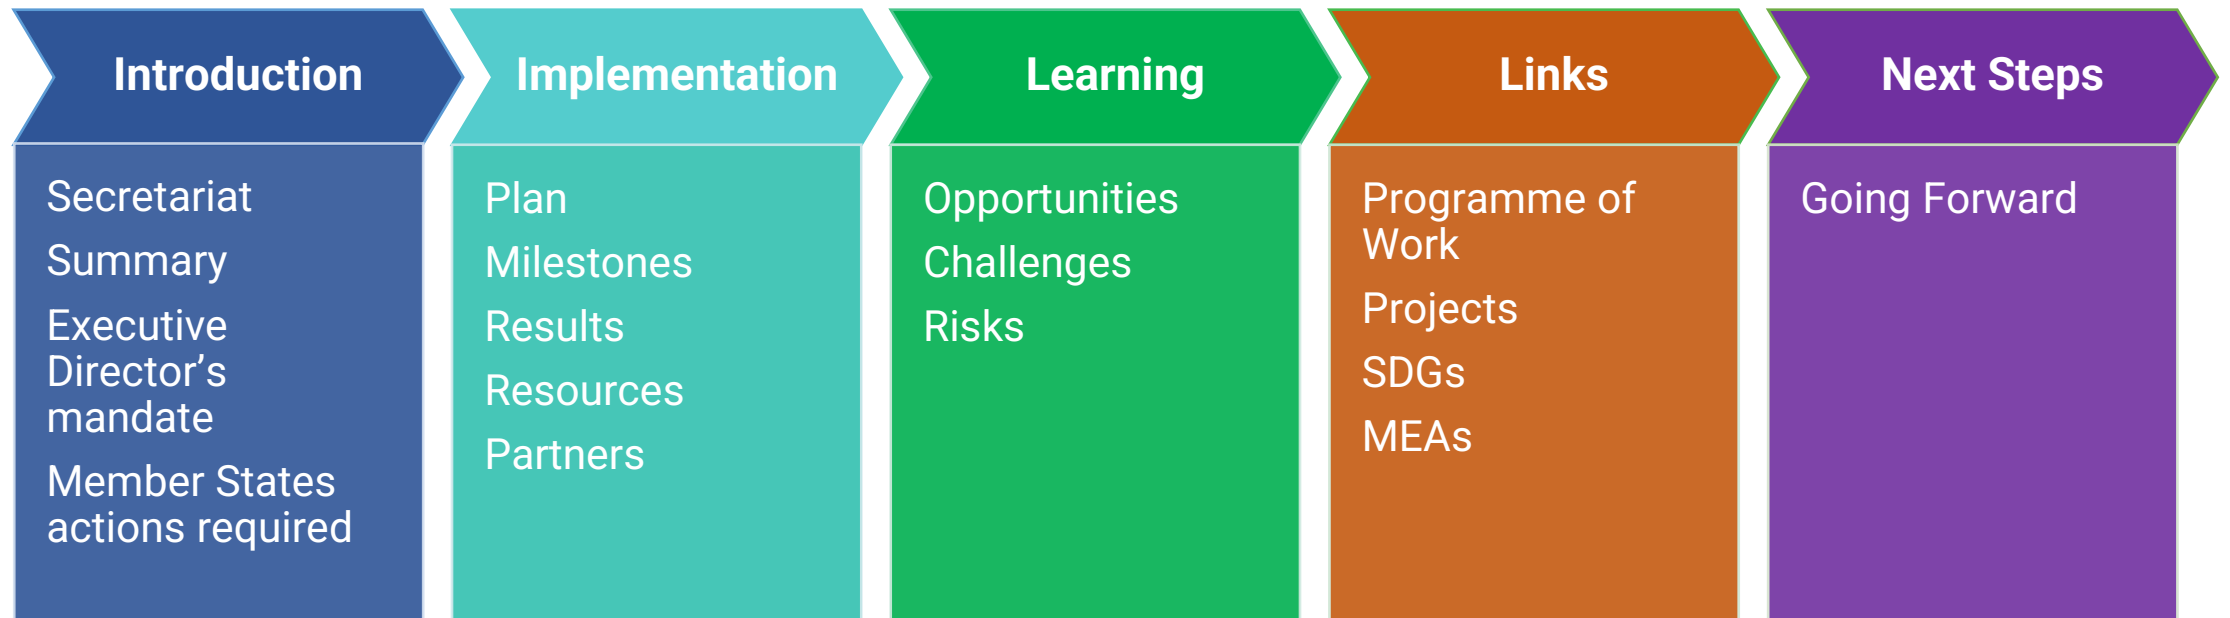 Introduction
Secretariat
Summary
Executive
Director’s
mandate
Member States
actions required
Implementation
Plan
Milestones
Results
Resources
Partners
Learning
Opportunities
Challenges
Risks
Links
Programme of
Work
Projects
SDGs
MEAs
Next Steps
Going Forward